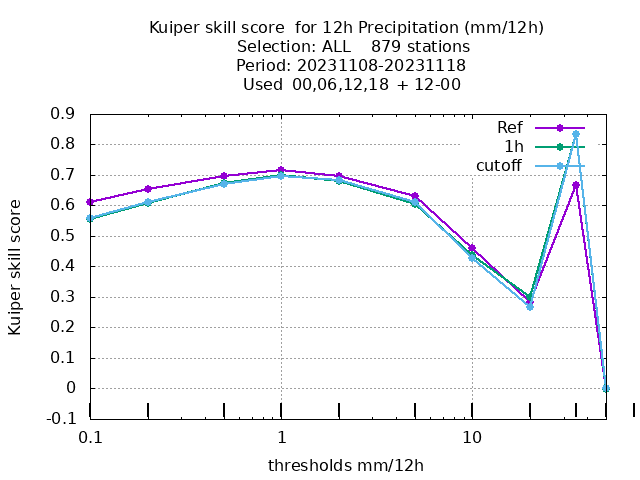 Kuiper skill score  for 12h Precipitation (mm/12h)
Selection: ALL    879 stations
Period: 20231108-20231118
Used  00,06,12,18  + 12-00
Ref
1h
cutoff
Kuiper skill score
0.9
0.8
0.7
0.6
0.5
0.4
0.3
0.2
0.1
0
-0.1
0.1
1
10
thresholds mm/12h